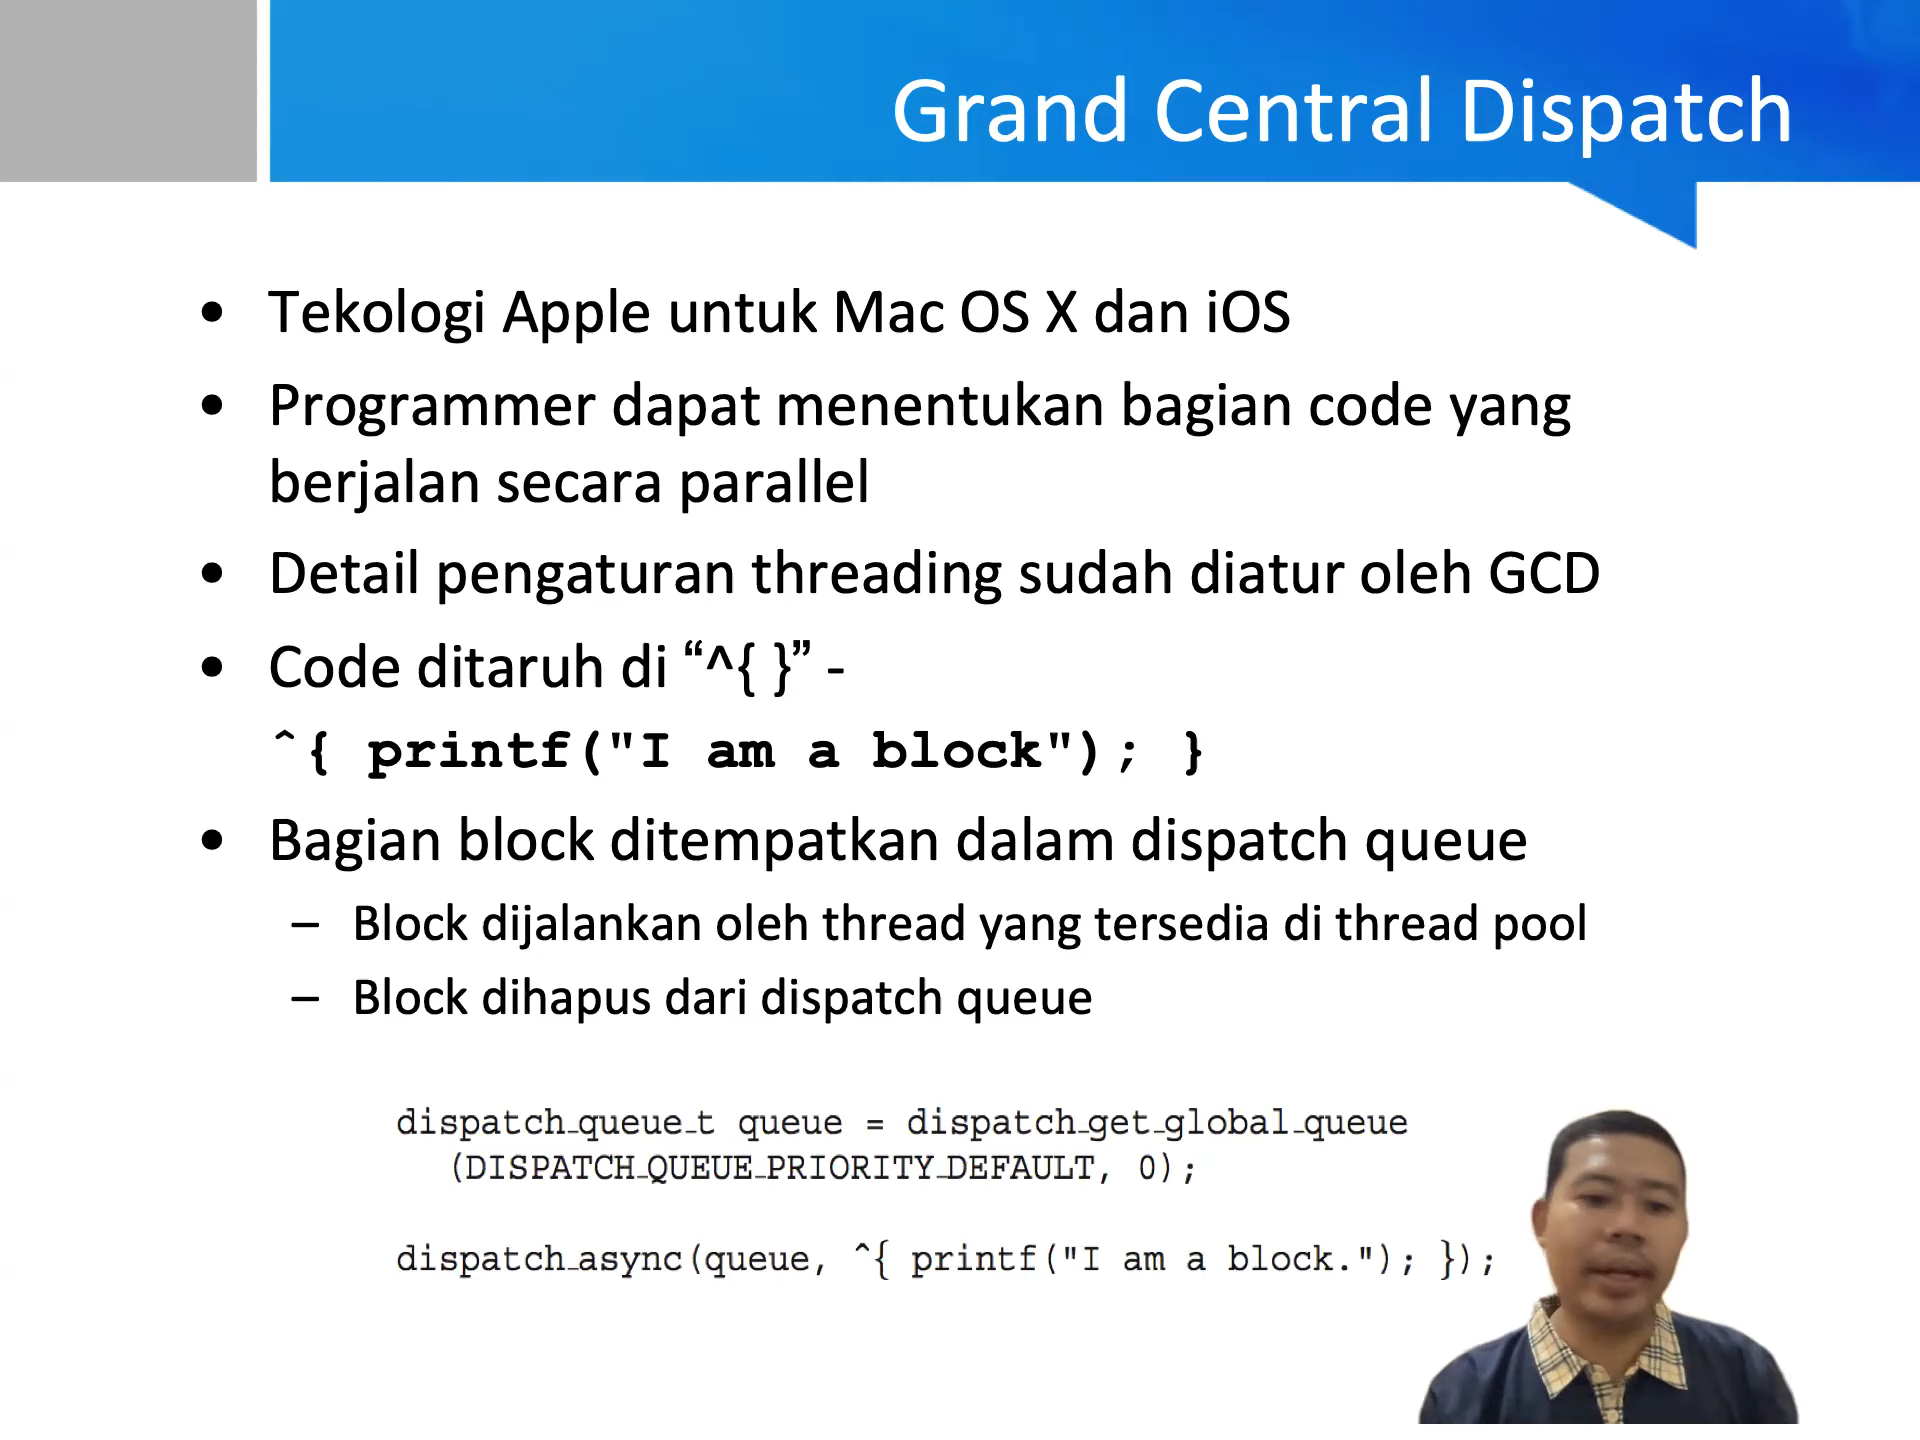 Grand Central Dispatch
• Tekologi Apple untuk Mac OS X dan iOS
• Programmer dapat menentukan bagian code yang
berjalan secara parallel
• Detail pengaturan threading sudah diatur oleh GCD
• Code ditaruh di “^{ }” -
ˆ{ printf("I am a block"); }
• Bagian block ditempatkan dalam dispatch queue
– Block dijalankan oleh thread yang tersedia di thread pool
– Block dihapus dari dispatch queue
dispatch_queue_t queue = dispatch_get_global_queue
(DISPATCH_QUEUE_PRIORITY_DEFAULT, 0);
dispatch_async(queue, ^{ printf("I am a block."); });